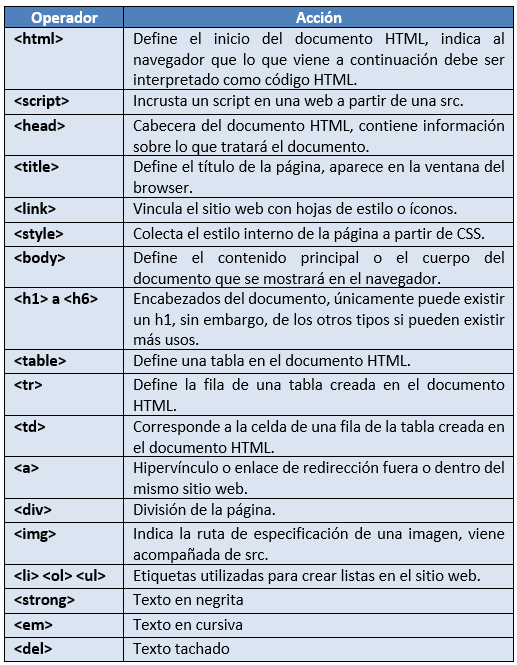 Operador Acción
<html> Define el inicio del documento HTML, indica al
navegador que lo que viene a continuación debe ser
interpretado como código HTML.
<script> Incrusta un script en una web a partir de una src.
<head> Cabecera del documento HTML, contiene información
sobre lo que tratará el documento.
<title> Define el título de la página, aparece en la ventana del
browser.
<link> Vincula el sitio web con hojas de estilo o íconos.
<style> Colecta el estilo interno de la página a partir de CSS.
<body> Define el contenido principal o el cuerpo del
documento que se mostrará en el navegador.
<h1> a <h6> Encabezados del documento, únicamente puede existir
un h1, sin embargo, de los otros tipos si pueden existir
más usos.
<table> Define una tabla en el documento HTML.
<tr> Define la fila de una tabla creada en el documento
HTML.
<td> Corresponde a la celda de una fila de la tabla creada en
el documento HTML.
<a> Hipervínculo o enlace de redirección fuera o dentro del
mismo sitio web.
<div> División de la página.
<img> Indica la ruta de especificación de una imagen, viene
acompañada de src.
<li> <ol> <ul> Etiquetas utilizadas para crear listas en el sitio web.
<strong> Texto en negrita
<em> Texto en cursiva
<del> Texto tachado